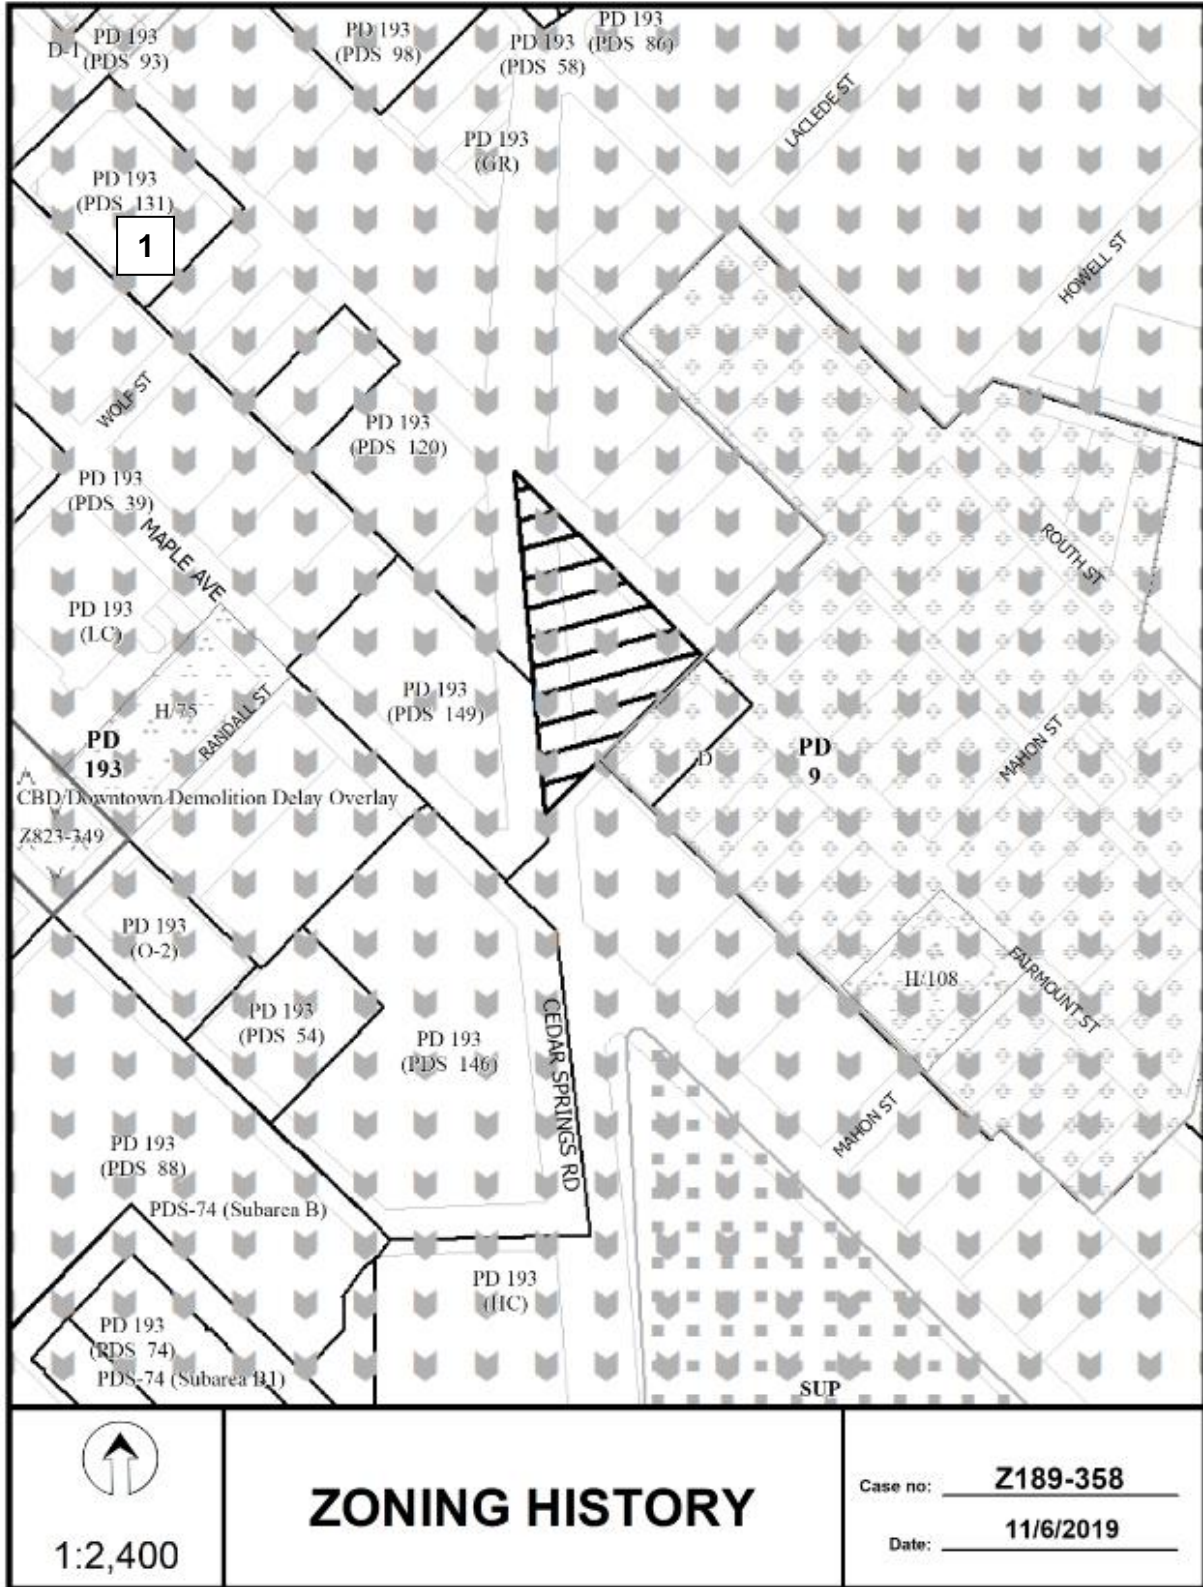 D-1
PD 193
(PDS 93)
PD 193
(PDS 98)
PD 193
(PDS 58)
PD 193
(PDS 86)
LACLEDE ST
PD 193
(GR)
PD 193
(PDS 131)
1
HOWELL ST
WOLF ST
PD 193
(PDS 120)
PD 193
(PDS 39)
MAPLE AVE
ROUTH ST
PD 193
(LC)
H/75
RANDALL ST
PD 193
(PDS 149)
PD
193
D
PD
9
MAHON ST
CBD/Downtown Demolition Delay Overlay
Z823-349
PD 193
(O-2)
H/108
FAIRMOUNT ST
PD 193
(PDS 54)
CEDAR SPRINGS RD
PD 193
(PDS 146)
MAHON ST
PD 193
(PDS 88)
PDS-74 (Subarea B)
PD 193
(HC)
PD 193
(PDS 74)
PDS-74 (Subarea B1)
SUP
1:2,400
ZONING HISTORY
Case no: Z189-358
Date: 11/6/2019